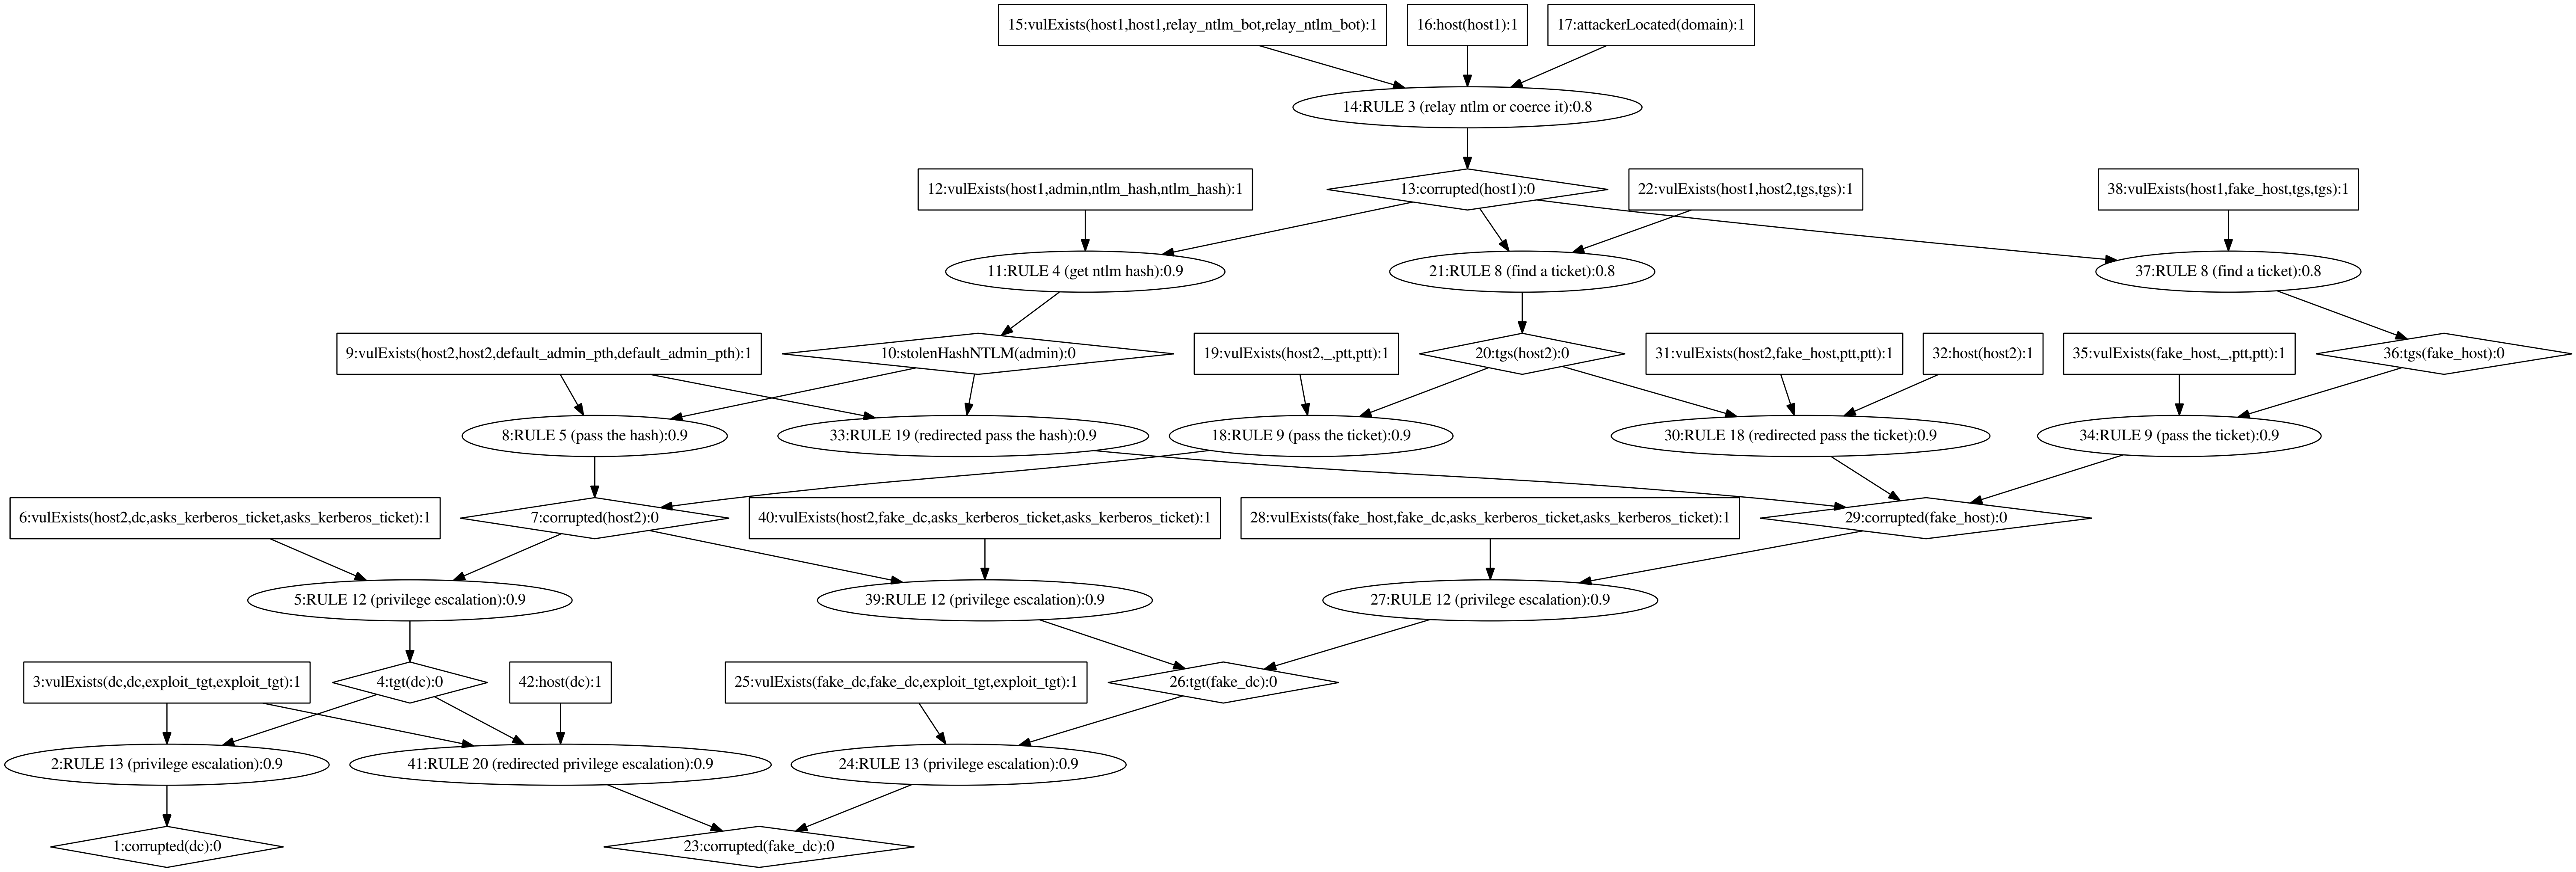 15:vulExists(host1,host1,relay_ntlm_bot,relay_ntlm_bot):1
16:host(host1):1
17:attackerLocated(domain):1
14:RULE 3 (relay ntlm or coerce it):0.8
12:vulExists(host1,admin,ntlm_hash,ntlm_hash):1
13:corrupted(host1):0
22:vulExists(host1,host2,tgs,tgs):1
38:vulExists(host1,fake_host,tgs,tgs):1
11:RULE 4 (get ntlm hash):0.9
21:RULE 8 (find a ticket):0.8
37:RULE 8 (find a ticket):0.8
9:vulExists(host2,host2,default_admin_pth,default_admin_pth):1
10:stolenHashNTLM(admin):0
19:vulExists(host2,_,ptt,ptt):1
20:tgs(host2):0
31:vulExists(host2,fake_host,ptt,ptt):1
32:host(host2):1
35:vulExists(fake_host,_,ptt,ptt):1
36:tgs(fake_host):0
8:RULE 5 (pass the hash):0.9
33:RULE 19 (redirected pass the hash):0.9
18:RULE 9 (pass the ticket):0.9
30:RULE 18 (redirected pass the ticket):0.9
34:RULE 9 (pass the ticket):0.9
6:vulExists(host2,dc,asks_kerberos_ticket,asks_kerberos_ticket):1
7:corrupted(host2):0
40:vulExists(host2,fake_dc,asks_kerberos_ticket,asks_kerberos_ticket):1
28:vulExists(fake_host,fake_dc,asks_kerberos_ticket,asks_kerberos_ticket):1
29:corrupted(fake_host):0
5:RULE 12 (privilege escalation):0.9
39:RULE 12 (privilege escalation):0.9
27:RULE 12 (privilege escalation):0.9
3:vulExists(dc,dc,exploit_tgt,exploit_tgt):1
4:tgt(dc):0
42:host(dc):1
25:vulExists(fake_dc,fake_dc,exploit_tgt,exploit_tgt):1
26:tgt(fake_dc):0
2:RULE 13 (privilege escalation):0.9
41:RULE 20 (redirected privilege escalation):0.9
24:RULE 13 (privilege escalation):0.9
1:corrupted(dc):0
23:corrupted(fake_dc):0